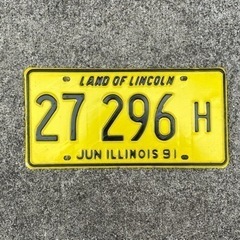 LAND OF LINCOLN
27 296 H
JUN ILLINOIS 91